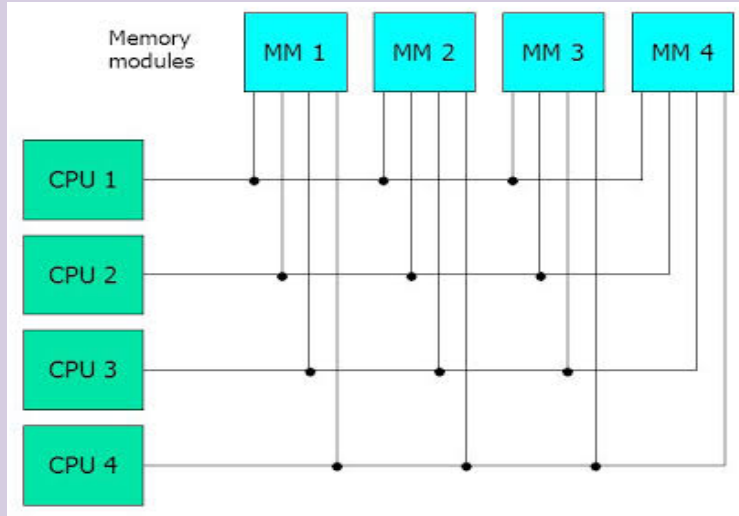 Memory
modules
MM 1
MM 2
MM 3
MM 4
CPU 1
CPU 2
CPU 3
CPU 4